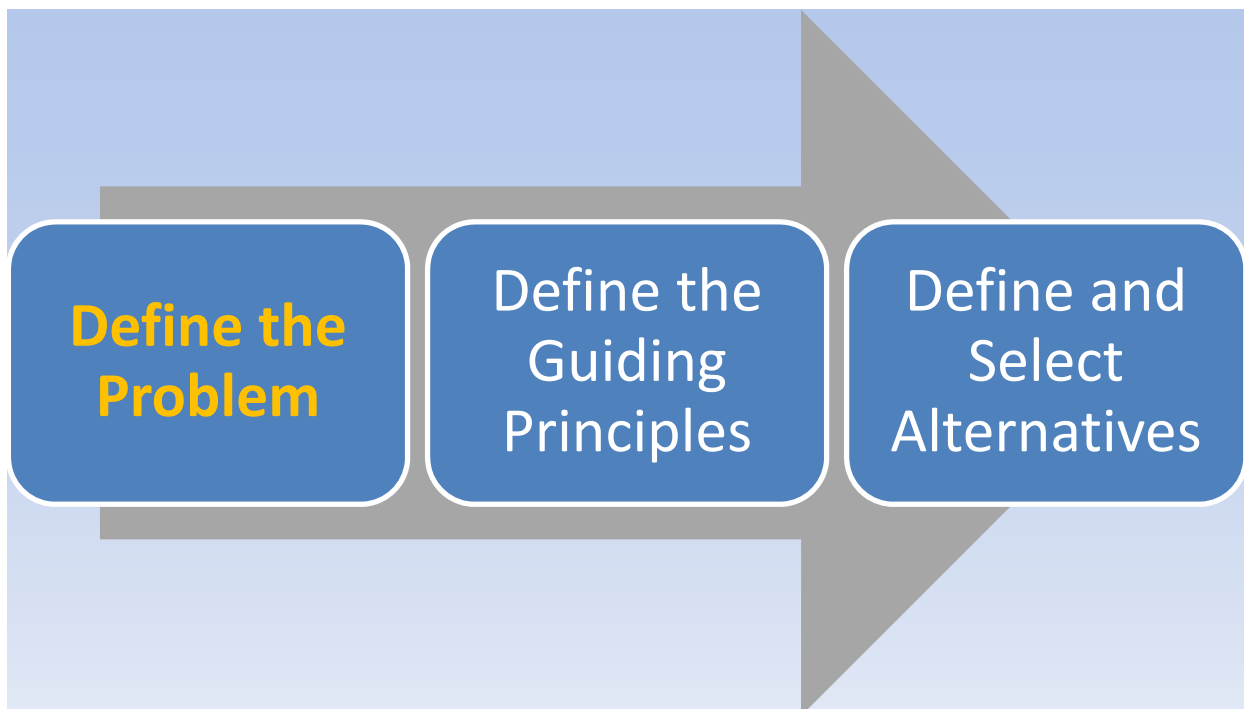 Define the
Problem
Define the
Guiding
Principles
Define and
Select
Alternatives